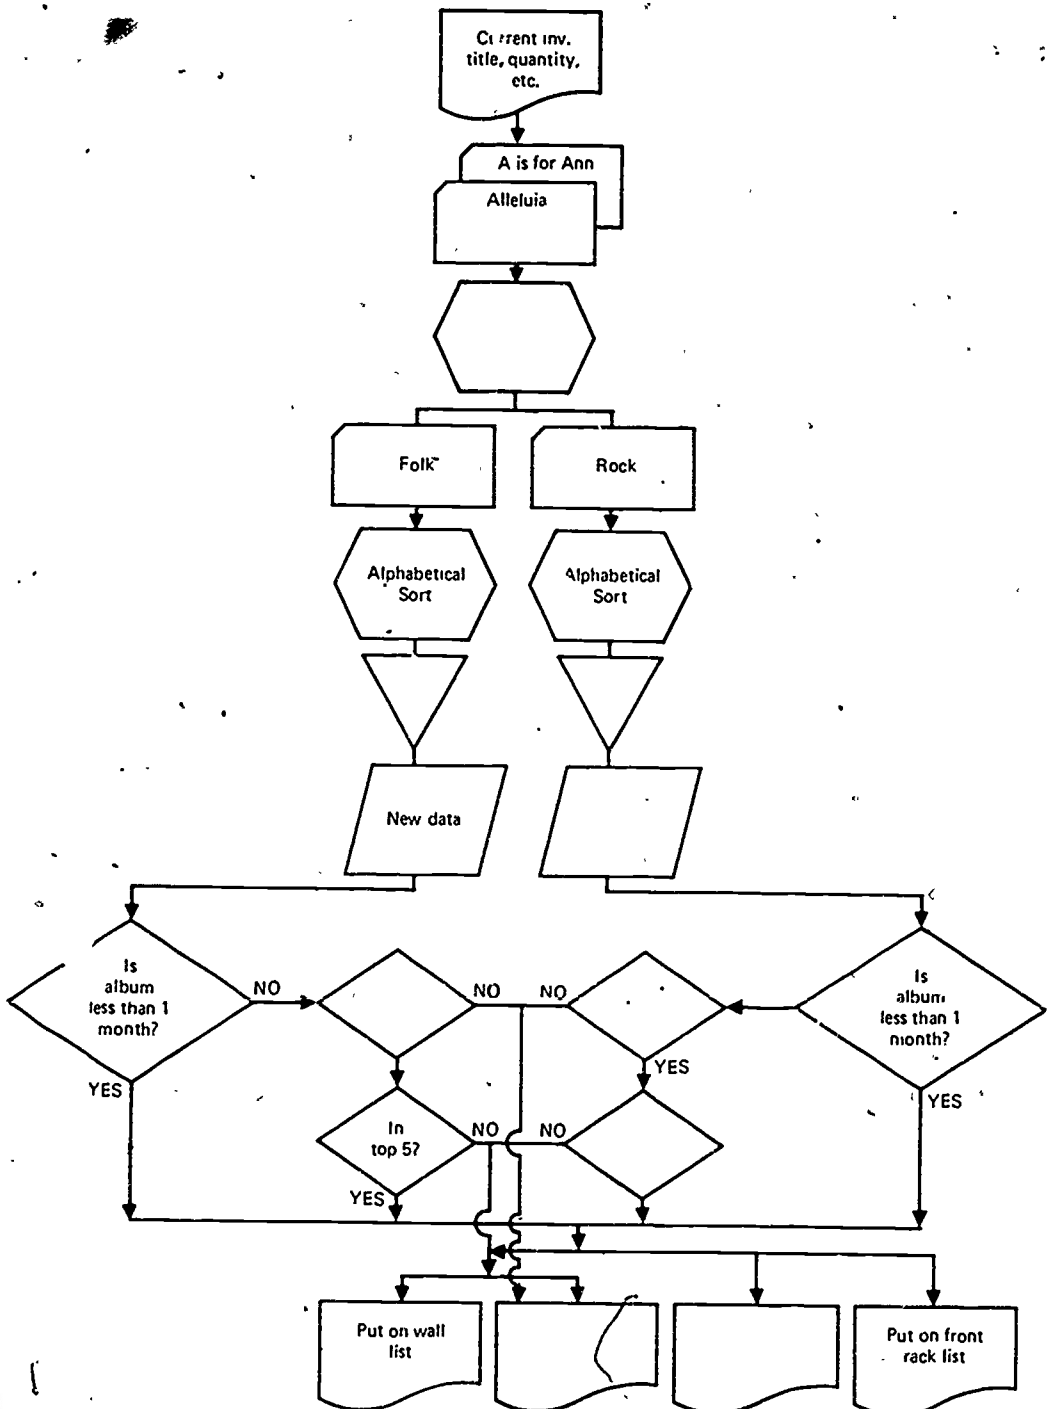 Current inv.
title, quantity,
etc.
A is for Ann
Alleluia
Folk
Rock
Alphabetical
Sort
Alphabetical
Sort
New data
Is
album
less than 1
month?
NO
NO
NO
Is
album
less than 1
month?
YES
YES
YES
In
top 5?
NO
NO
YES
Put on wall
list
Put on front
rack list